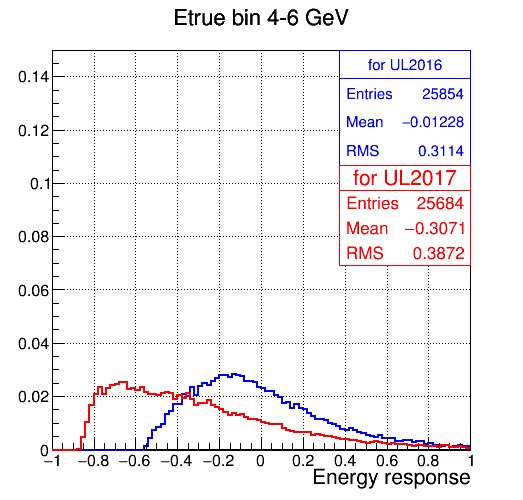 Etrue bin 4-6 GeV
for UL2016
Entries 25854
Mean −0.01228
RMS 0.3114
for UL2017
Entries 25684
Mean −0.3071
RMS 0.3872
0.14
0.12
0.1
0.08
0.06
0.04
0.02
0
−1 −0.8 −0.6 −0.4 −0.2 0 0.2 0.4 0.6 0.8 1
Energy response